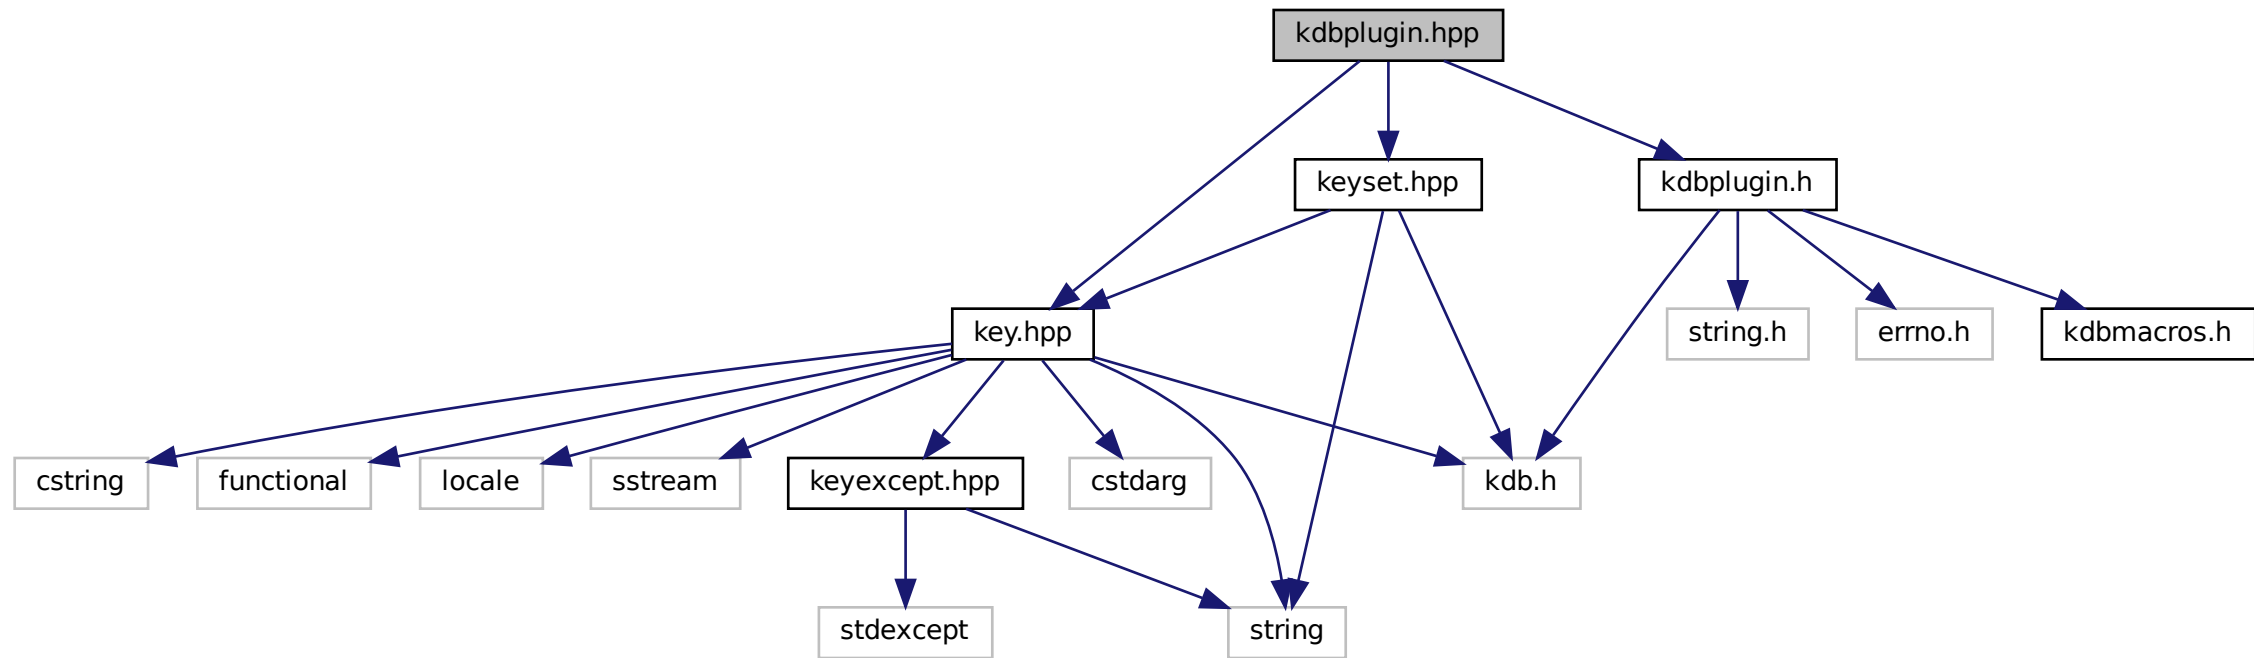 kdbplugin.hpp
keyset.hpp
kdbplugin.h
key.hpp
string.h
errno.h
kdbmacros.h
cstring
functional
locale
sstream
keyexcept.hpp
cstdarg
kdb.h
stdexcept
string